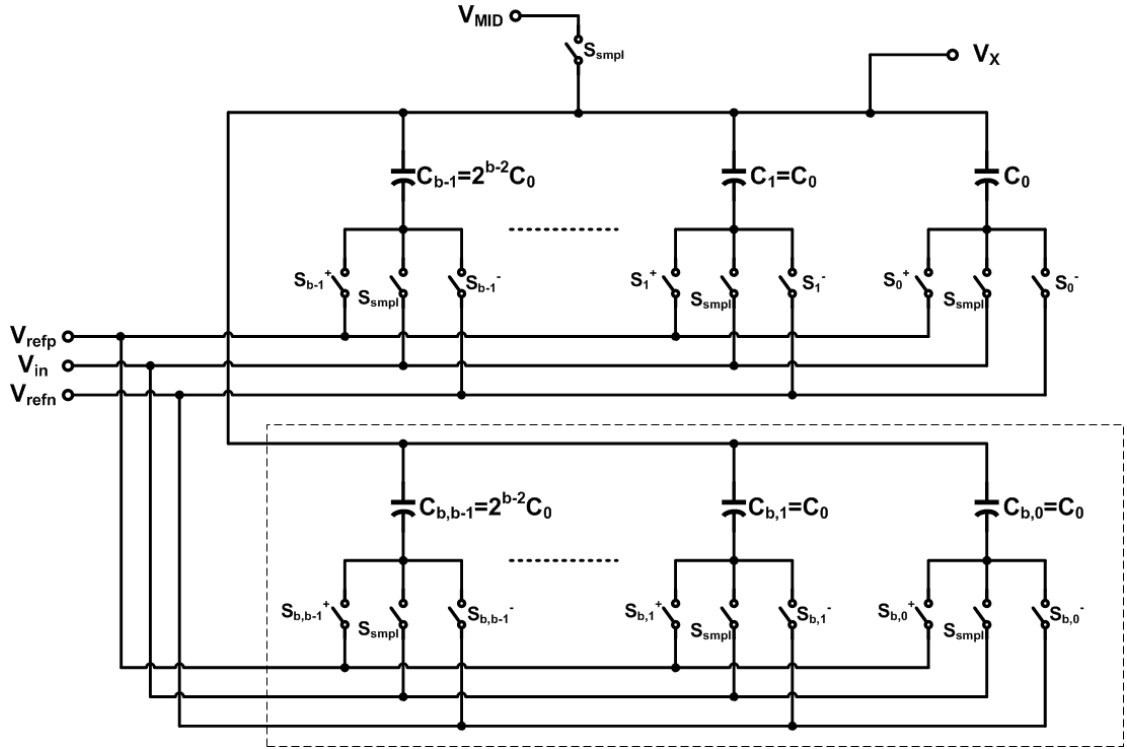 V_MID
S_smpl
V_X
C_b-1=2^b-2C_0
C_1=C_0
C_0
S_b-1^+
S_smpl
S_b-1^-
S_1^+
S_smpl
S_1^-
S_0^+
S_smpl
S_0^-
V_refp
V_in
V_refn
C_b,b-1=2^b-2C_0
C_b,1=C_0
C_b,0=C_0
S_b,b-1^+
S_smpl
S_b,b-1^-
S_b,1^+
S_smpl
S_b,1^-
S_b,0^+
S_smpl
S_b,0^-